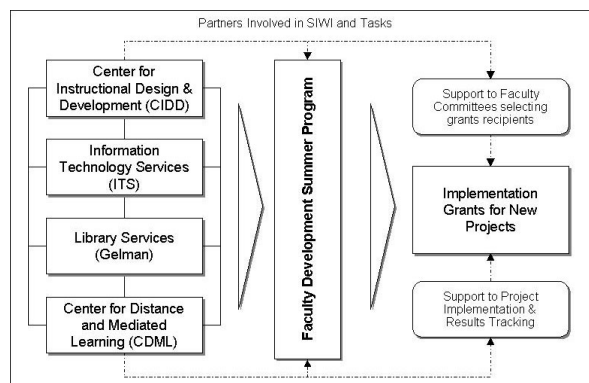 Partners Involved in SIWI and Tasks
Center for
Instructional Design &
Development (CIDD)
Information
Technology Services
(ITS)
Library Services
(Gelman)
Center for Distance
and Mediated
Learning (CDML)
Faculty Development Summer Program
Support to Faculty
Committees selecting
grants recipients
Implementation
Grants for New
Projects
Support to Project
Implementation &
Results Tracking